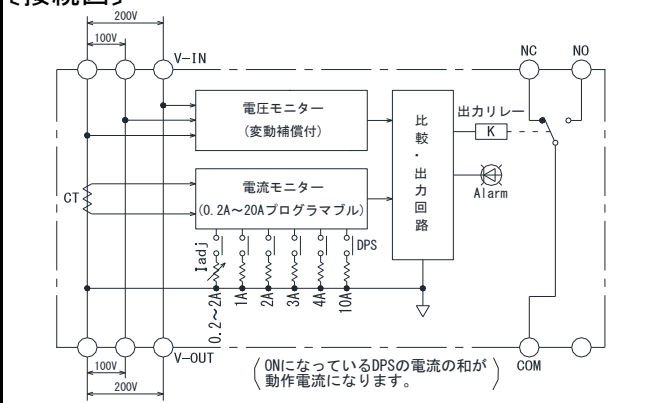 200V
100V
V-IN
NC
NO
電圧モニター
(変動補償付)
比較・出力回路
出力リレー
K
CT
電流モニター
(0.2A～20Aプログラマブル)
Alarm
DPS
Iadj
0.2～2A
1A
2A
3A
4A
10A
V-OUT
100V
200V
ONになっているDPSの電流の和が
動作電流になります。
COM